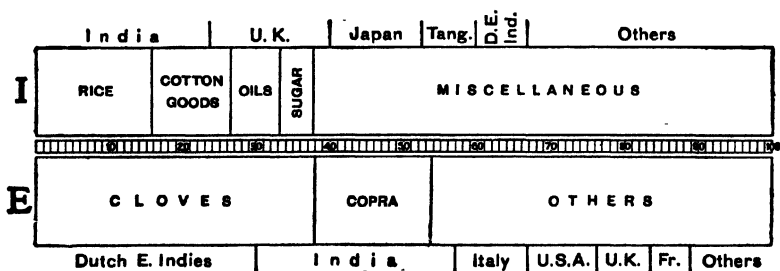 India U.K. Japan Tang. D.E. Ind. Others
I RICE COTTON GOODS OILS SUGAR MISCELLANEOUS
10 20 30 40 50 60 70 80 90 100
E CLOVES COPRA OTHERS
Dutch E. Indies India Italy U.S.A. U.K. Fr. Others